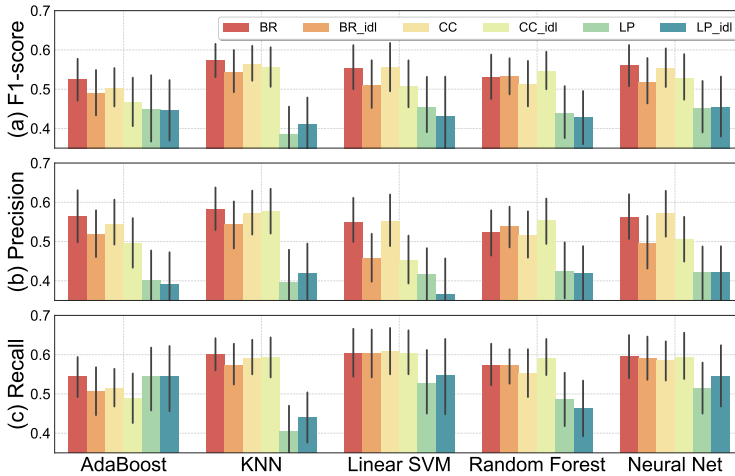 BR BR_idl CC CC_idl LP LP_idl
(a) F1-score
0.7
0.6
0.5
0.4
(b) Precision
0.7
0.6
0.5
0.4
(c) Recall
0.7
0.6
0.5
0.4
AdaBoost KNN Linear SVM Random Forest Neural Net